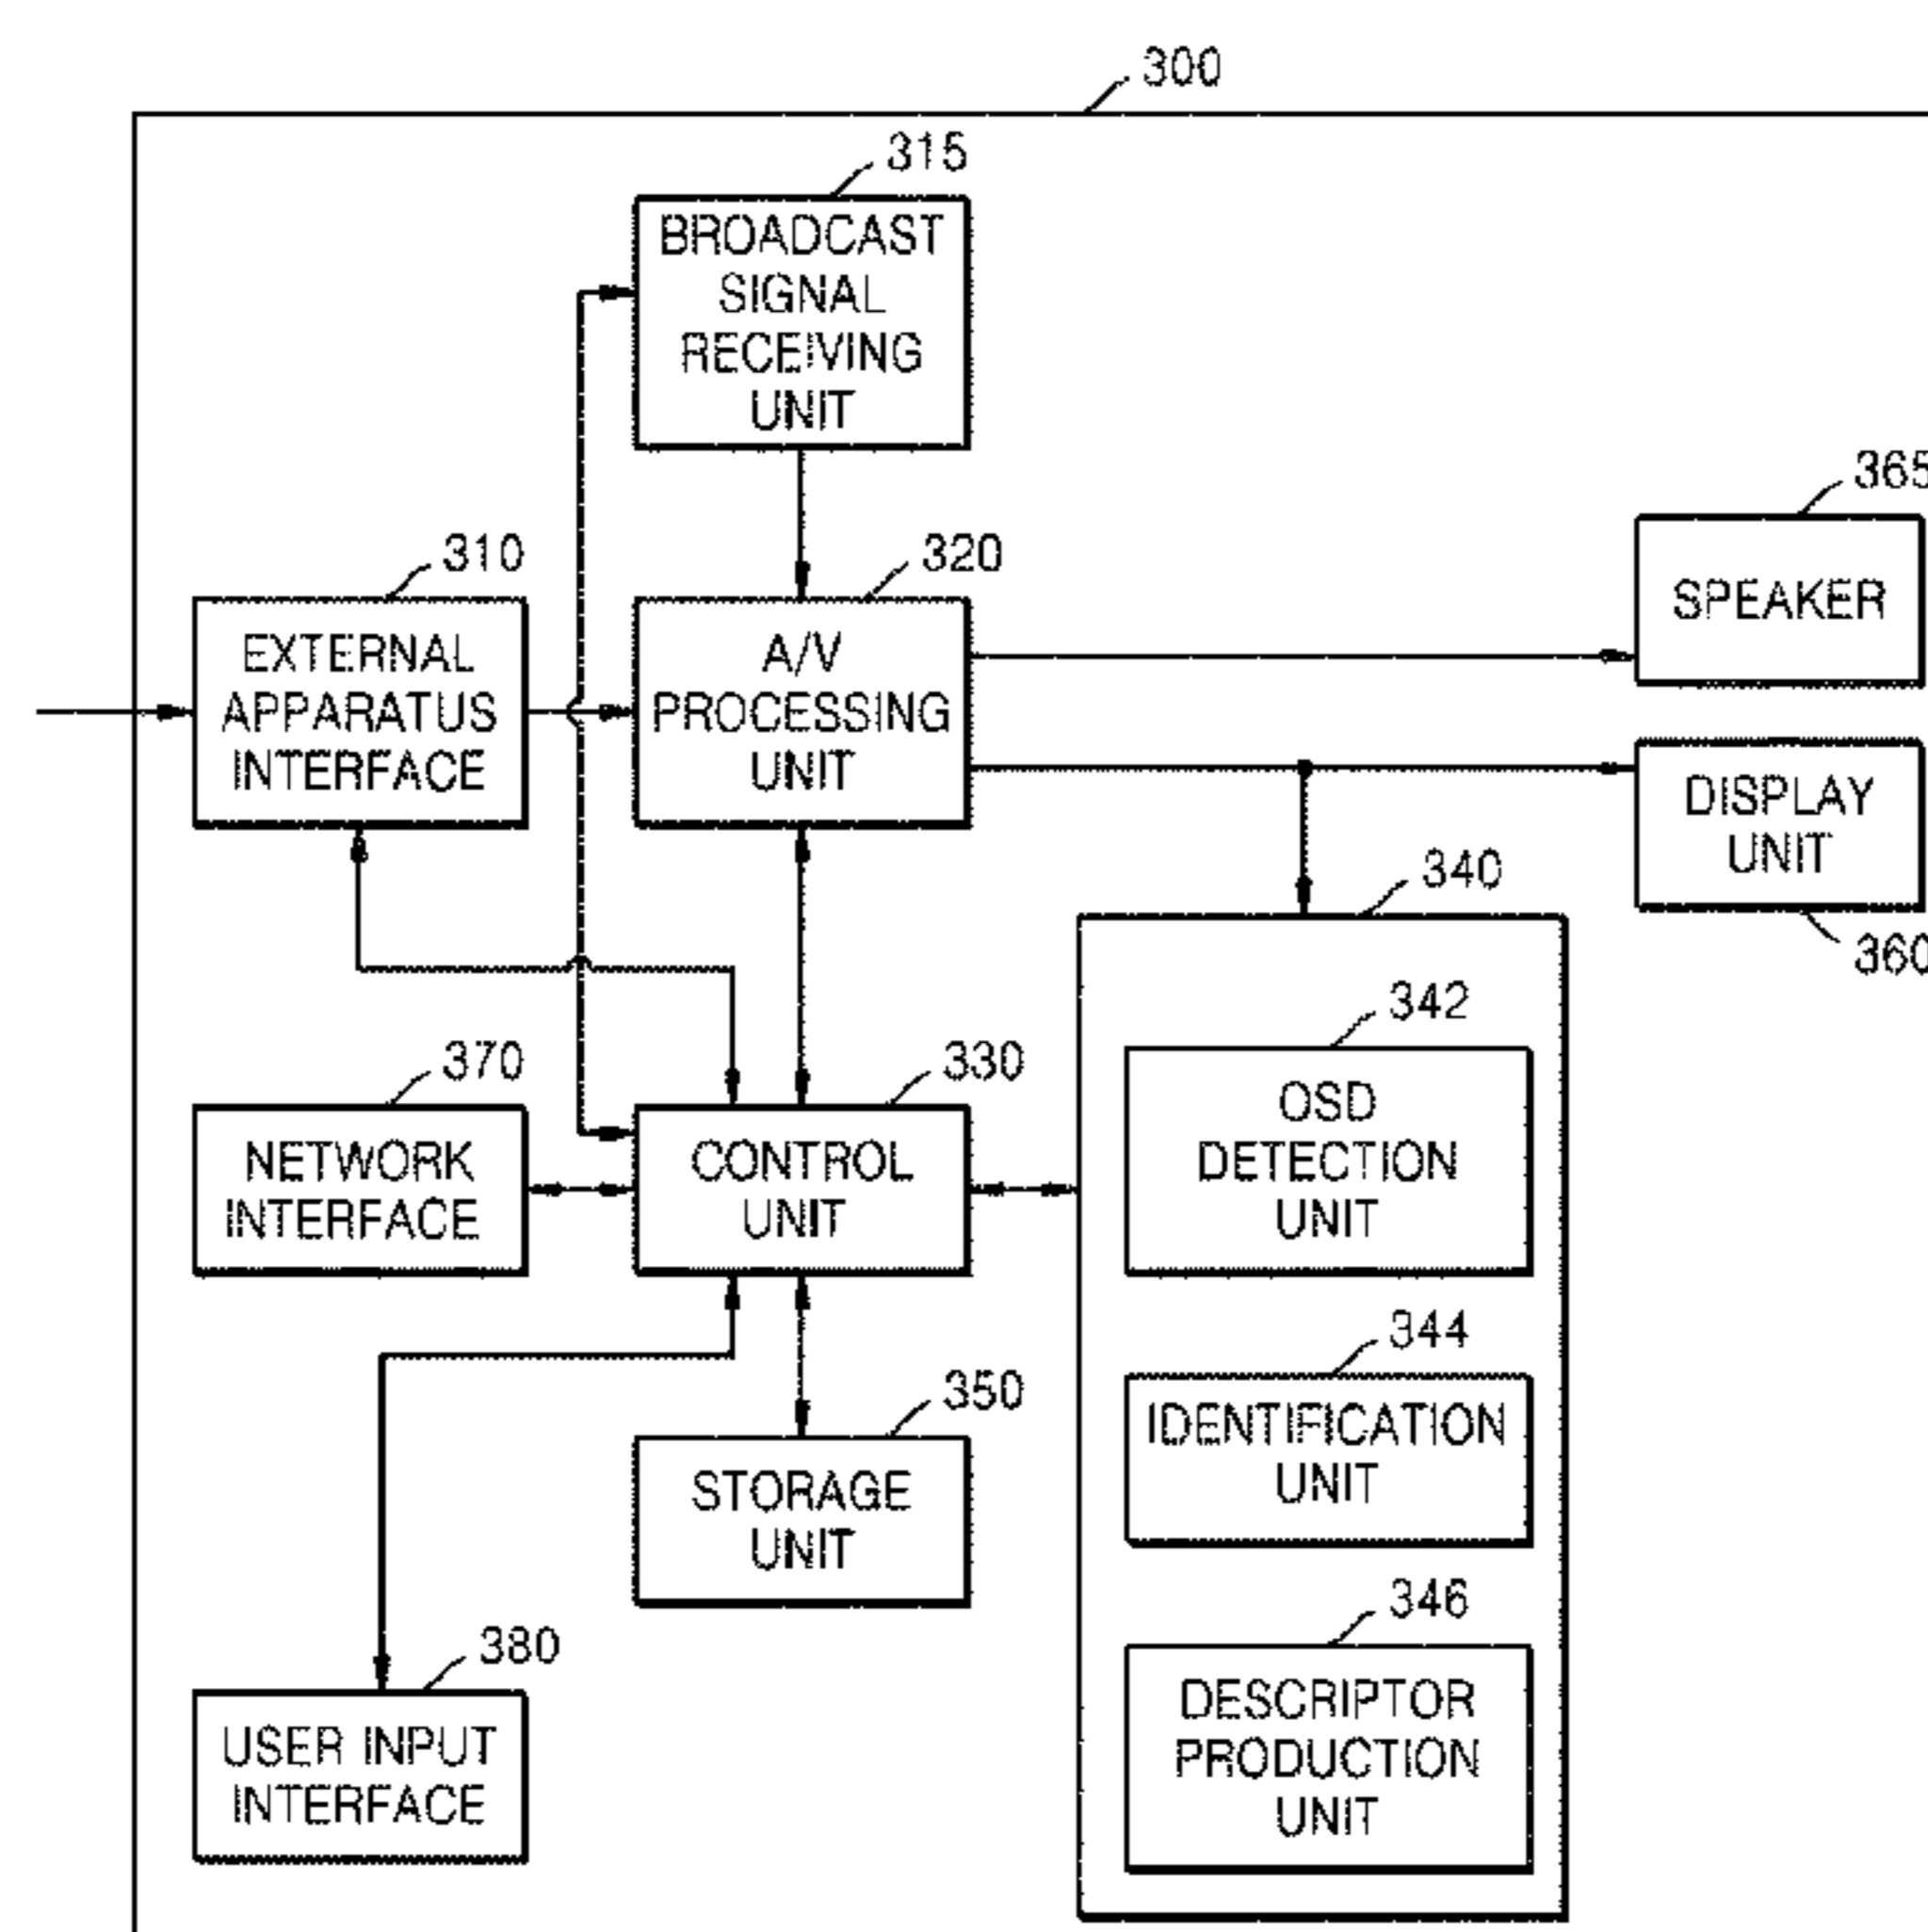 300
315
BROADCAST
SIGNAL
RECEIVING
UNIT
365
310
320
EXTERNAL
APPARATUS
INTERFACE
A/V
PROCESSING
UNIT
SPEAKER
DISPLAY
UNIT
340
360
342
370
330
NETWORK
INTERFACE
CONTROL
UNIT
OSD
DETECTION
UNIT
344
350
STORAGE
UNIT
IDENTIFICATION
UNIT
346
380
USER INPUT
INTERFACE
DESCRIPTOR
PRODUCTION
UNIT